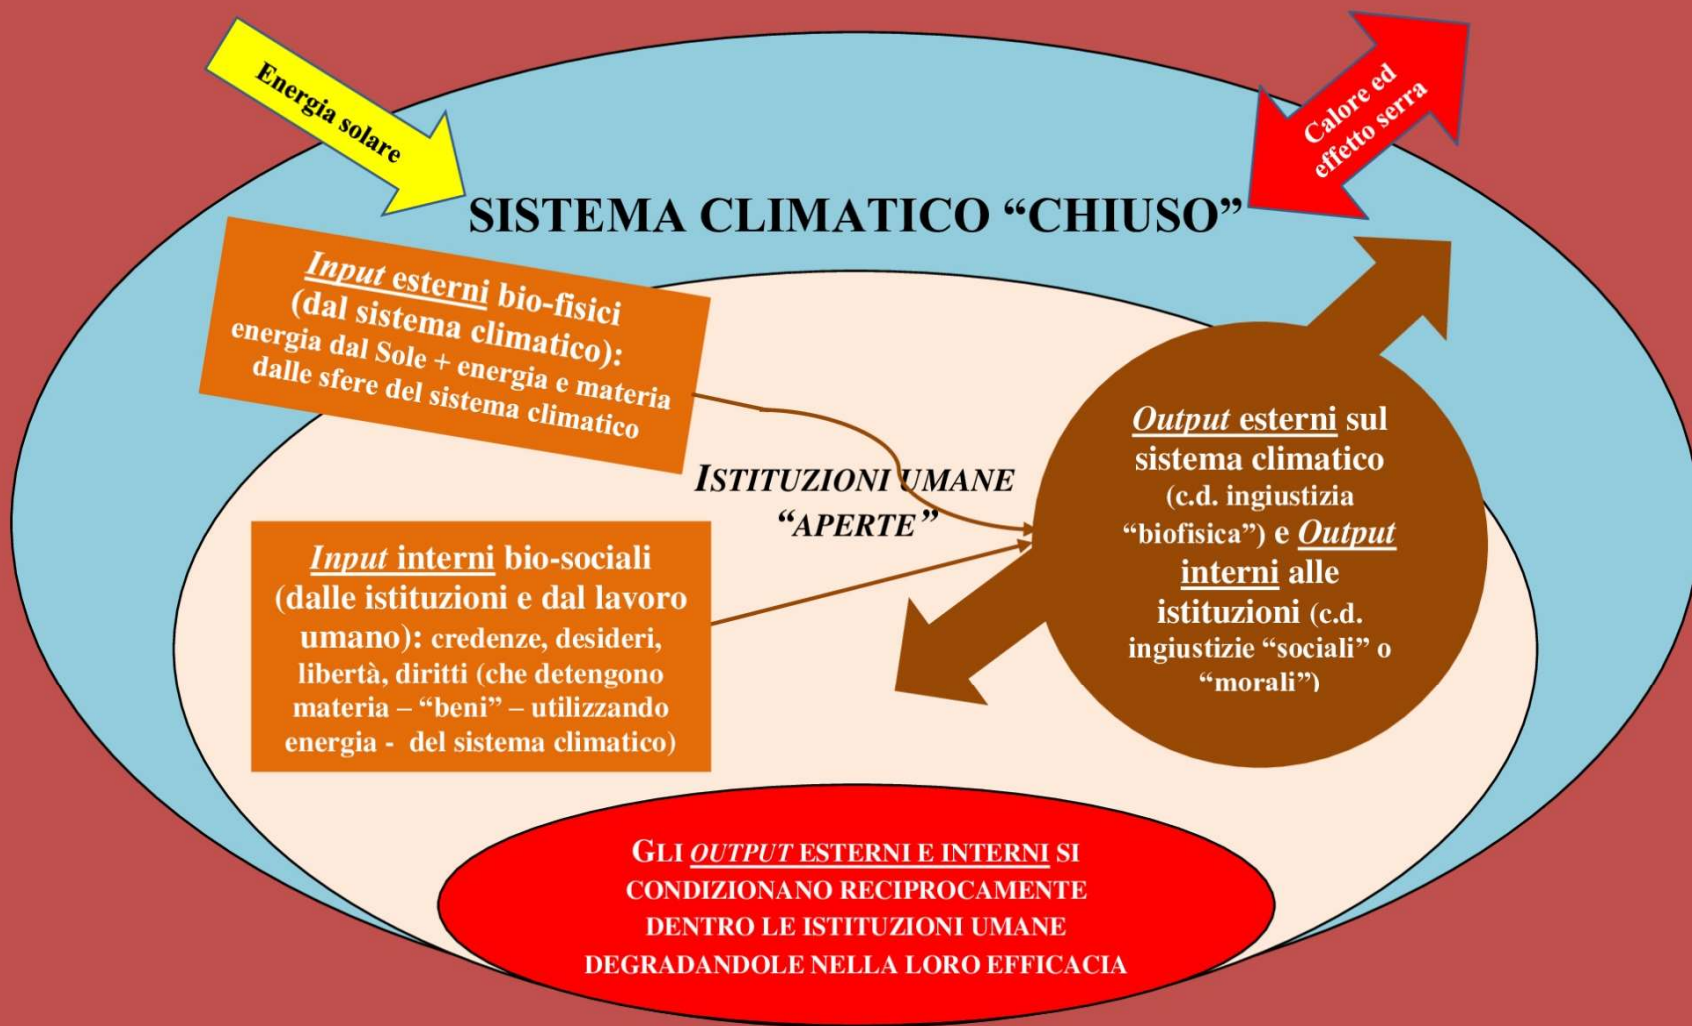 Energia solare
Calore ed
effetto serra
SISTEMA CLIMATICO “CHIUSO”
Input esterni bio-fisici
(dal sistema climatico):
energia dal Sole + energia e materia
dalle sfere del sistema climatico
ISTITUZIONI UMANE
“APERTE”
Input interni bio-sociali
(dalle istituzioni e dal lavoro
umano): credenze, desideri,
libertà, diritti (che detengono
materia – “beni” – utilizzando
energia - del sistema climatico)
Output esterni sul
sistema climatico
(c.d. ingiustizia
“biofisica”) e Output
interni alle
istituzioni (c.d.
ingiustizie “sociali” o
“morali”)
GLI OUTPUT ESTERNI E INTERNI SI
CONDIZIONANO RECIPROCAMENTE
DENTRO LE ISTITUZIONI UMANE
DEGRADANDOLE NELLA LORO EFFICACIA